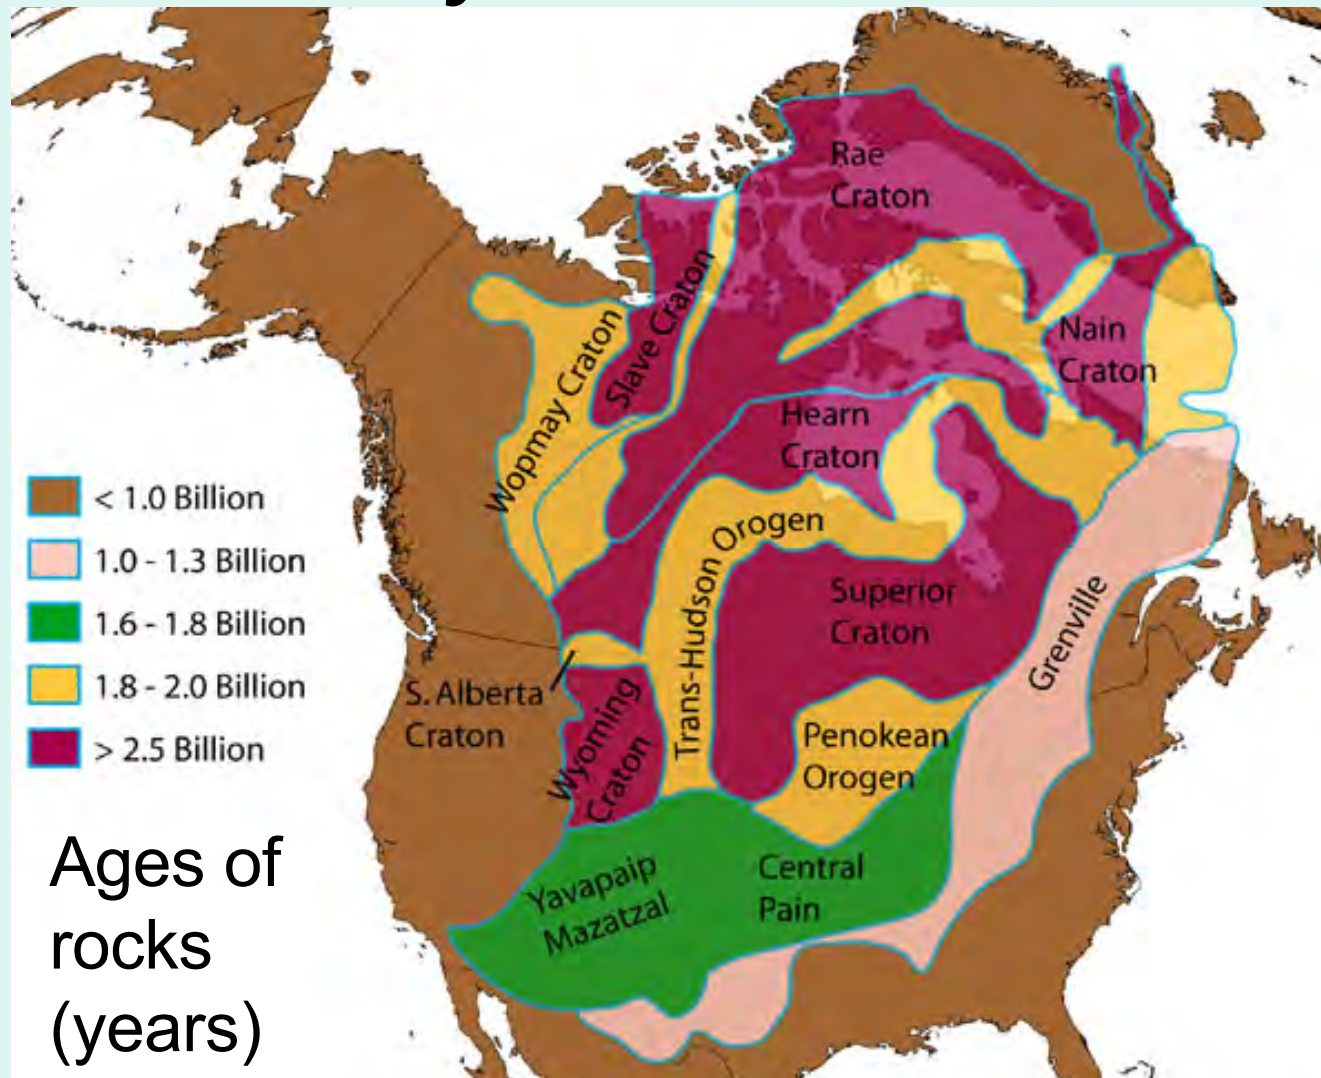 Rae
Craton
Slave Craton
Nain
Craton
Wopmay Craton
Hearn
Craton
< 1.0 Billion
1.0 - 1.3 Billion
1.6 - 1.8 Billion
1.8 - 2.0 Billion
> 2.5 Billion
Trans-Hudson Orogen
Superior
Craton
Grenville
S. Alberta
Craton
Wyoming
Craton
Penokean
Orogen
Yavapaip
Mazatzal
Central
Pain
Ages of
rocks
(years)